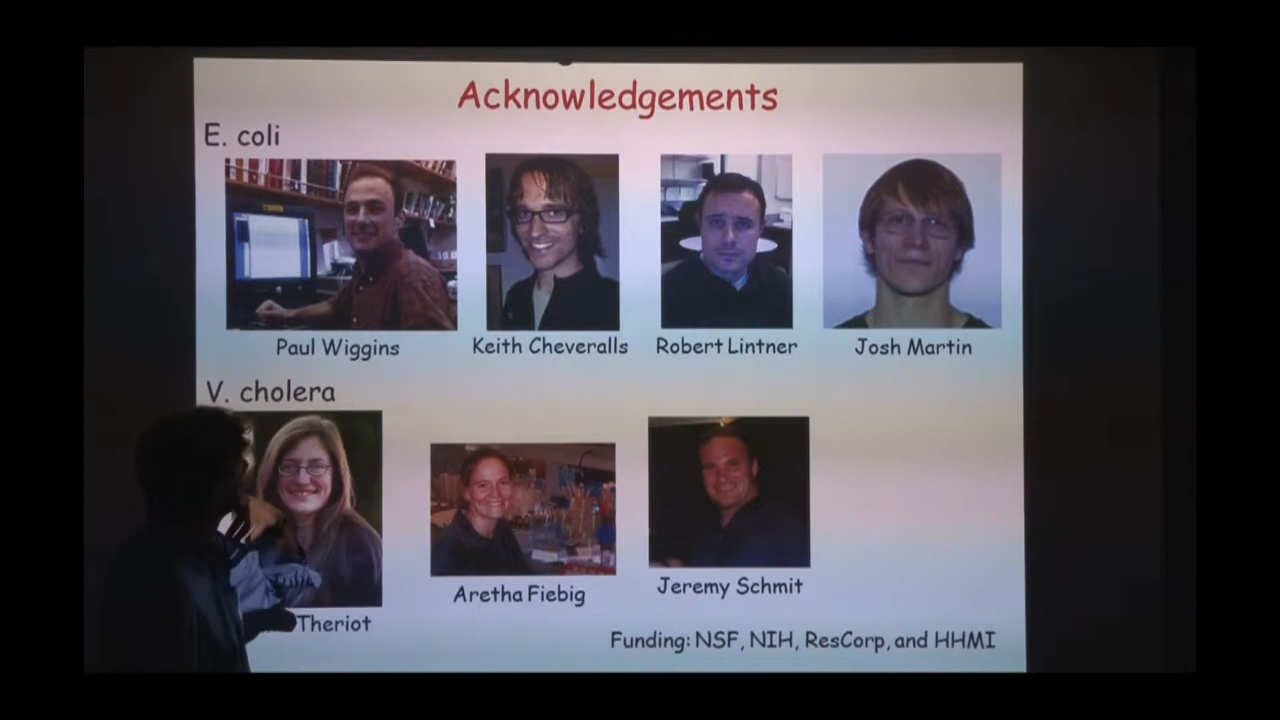 Acknowledgements
E. coli
Paul Wiggins
Keith Cheveralls
Robert Lintner
Josh Martin
V. cholera
Theriot
Aretha Fiebig
Jeremy Schmit
Funding: NSF, NIH, ResCorp, and HHMI